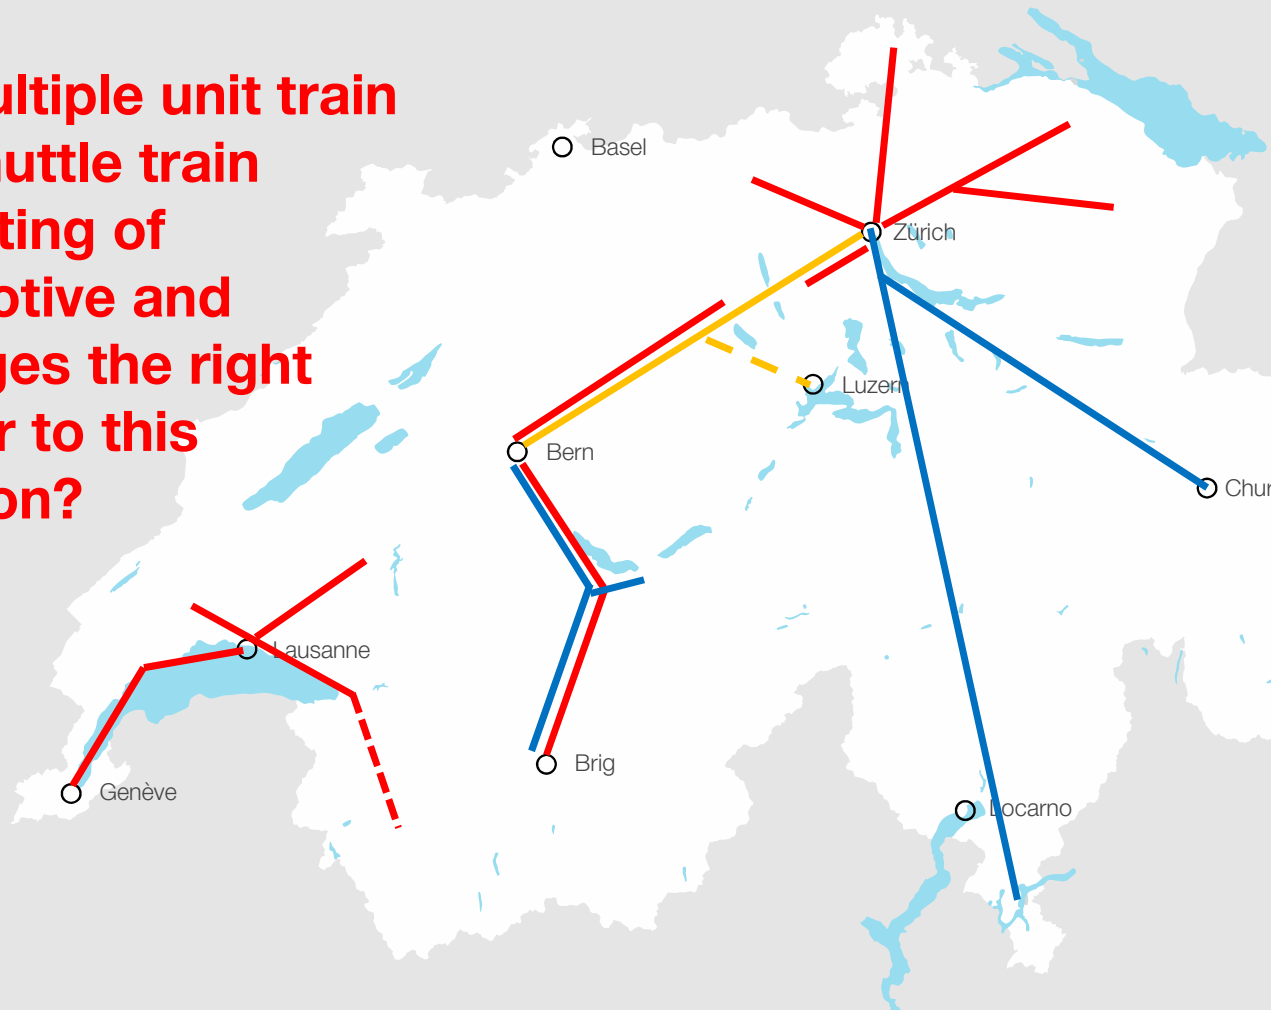 ultiple unit train
huttle train
ting of
otive and
ges the right
r to this
on?
Basel
Zürich
Luzern
Bern
Chur
Lausanne
Brig
Genève
Locarno